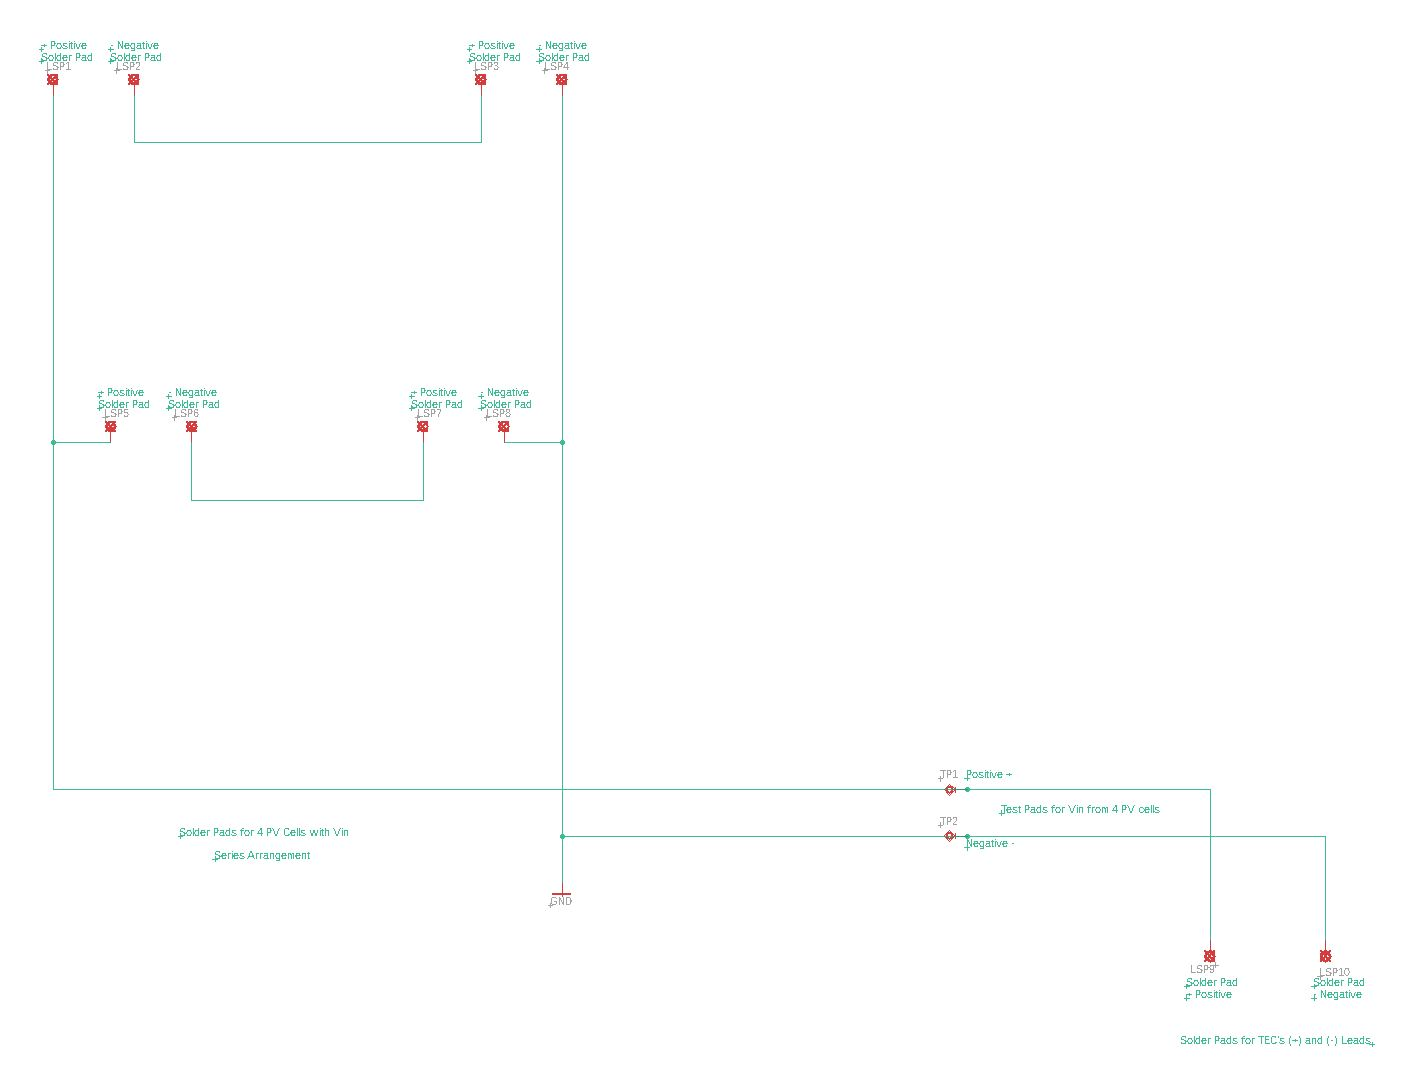 + Positive
Solder Pad
LSP1
- Negative
Solder Pad
LSP2
+ Positive
Solder Pad
LSP3
- Negative
Solder Pad
LSP4
+ Positive
Solder Pad
LSP5
- Negative
Solder Pad
LSP6
+ Positive
Solder Pad
LSP7
- Negative
Solder Pad
LSP8
TP1
Positive +
Test Pads for Vin from 4 PV cells
TP2
Negative -
Solder Pads for 4 PV Cells with Vin
Series Arrangement
GND
LSP9
Solder Pad
+ Positive
LSP10
Solder Pad
- Negative
Solder Pads for TEC's (+) and (-) Leads